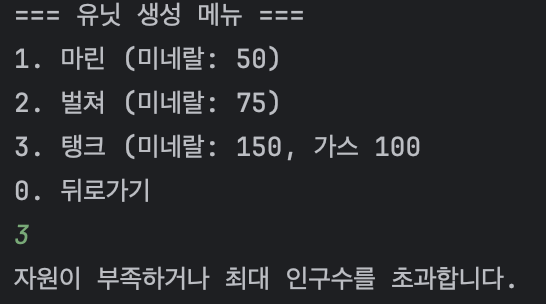 === 유닛 생성 메뉴 ===
1. 마린 (미네랄: 50)
2. 벌쳐 (미네랄: 75)
3. 탱크 (미네랄: 150, 가스 100
0. 뒤로가기
3
자원이 부족하거나 최대 인구수를 초과합니다.